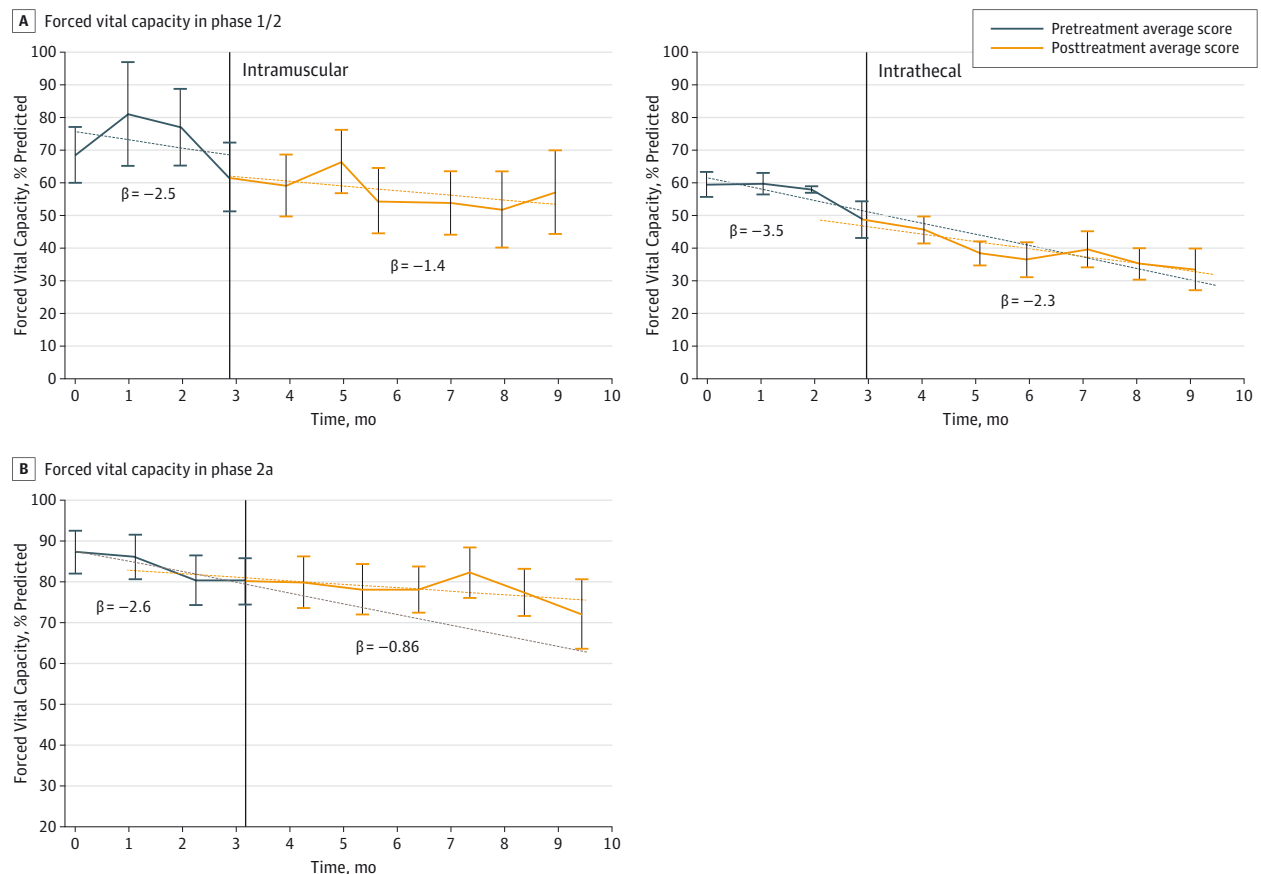 A Forced vital capacity in phase 1/2
Pretreatment average score
Posttreatment average score
Forced Vital Capacity, % Predicted
100
90
80
70
60
50
40
30
20
10
0
Intramuscular
β = −2.5
β = −1.4
0 1 2 3 4 5 6 7 8 9 10
Time, mo
Forced Vital Capacity, % Predicted
100
90
80
70
60
50
40
30
20
10
0
Intrathecal
β = −3.5
β = −2.3
0 1 2 3 4 5 6 7 8 9 10
Time, mo
B Forced vital capacity in phase 2a
Forced Vital Capacity, % Predicted
100
90
80
70
60
50
40
30
20
β = −2.6
β = −0.86
0 1 2 3 4 5 6 7 8 9 10
Time, mo